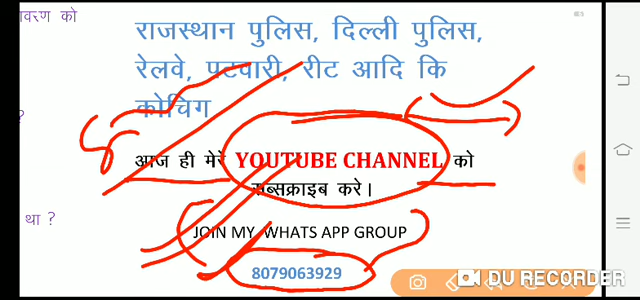 ावरण को
राजस्थान पुलिस, दिल्ली पुलिस,
रेलवे, पटवारी, रीट आदि कि
कोचिग
?
आज ही मेरे YOUTUBE CHANNEL को
सब्सक्राइब करे ।
था ?
JOIN MY WHATS APP GROUP
8079063929
DU RECORDER